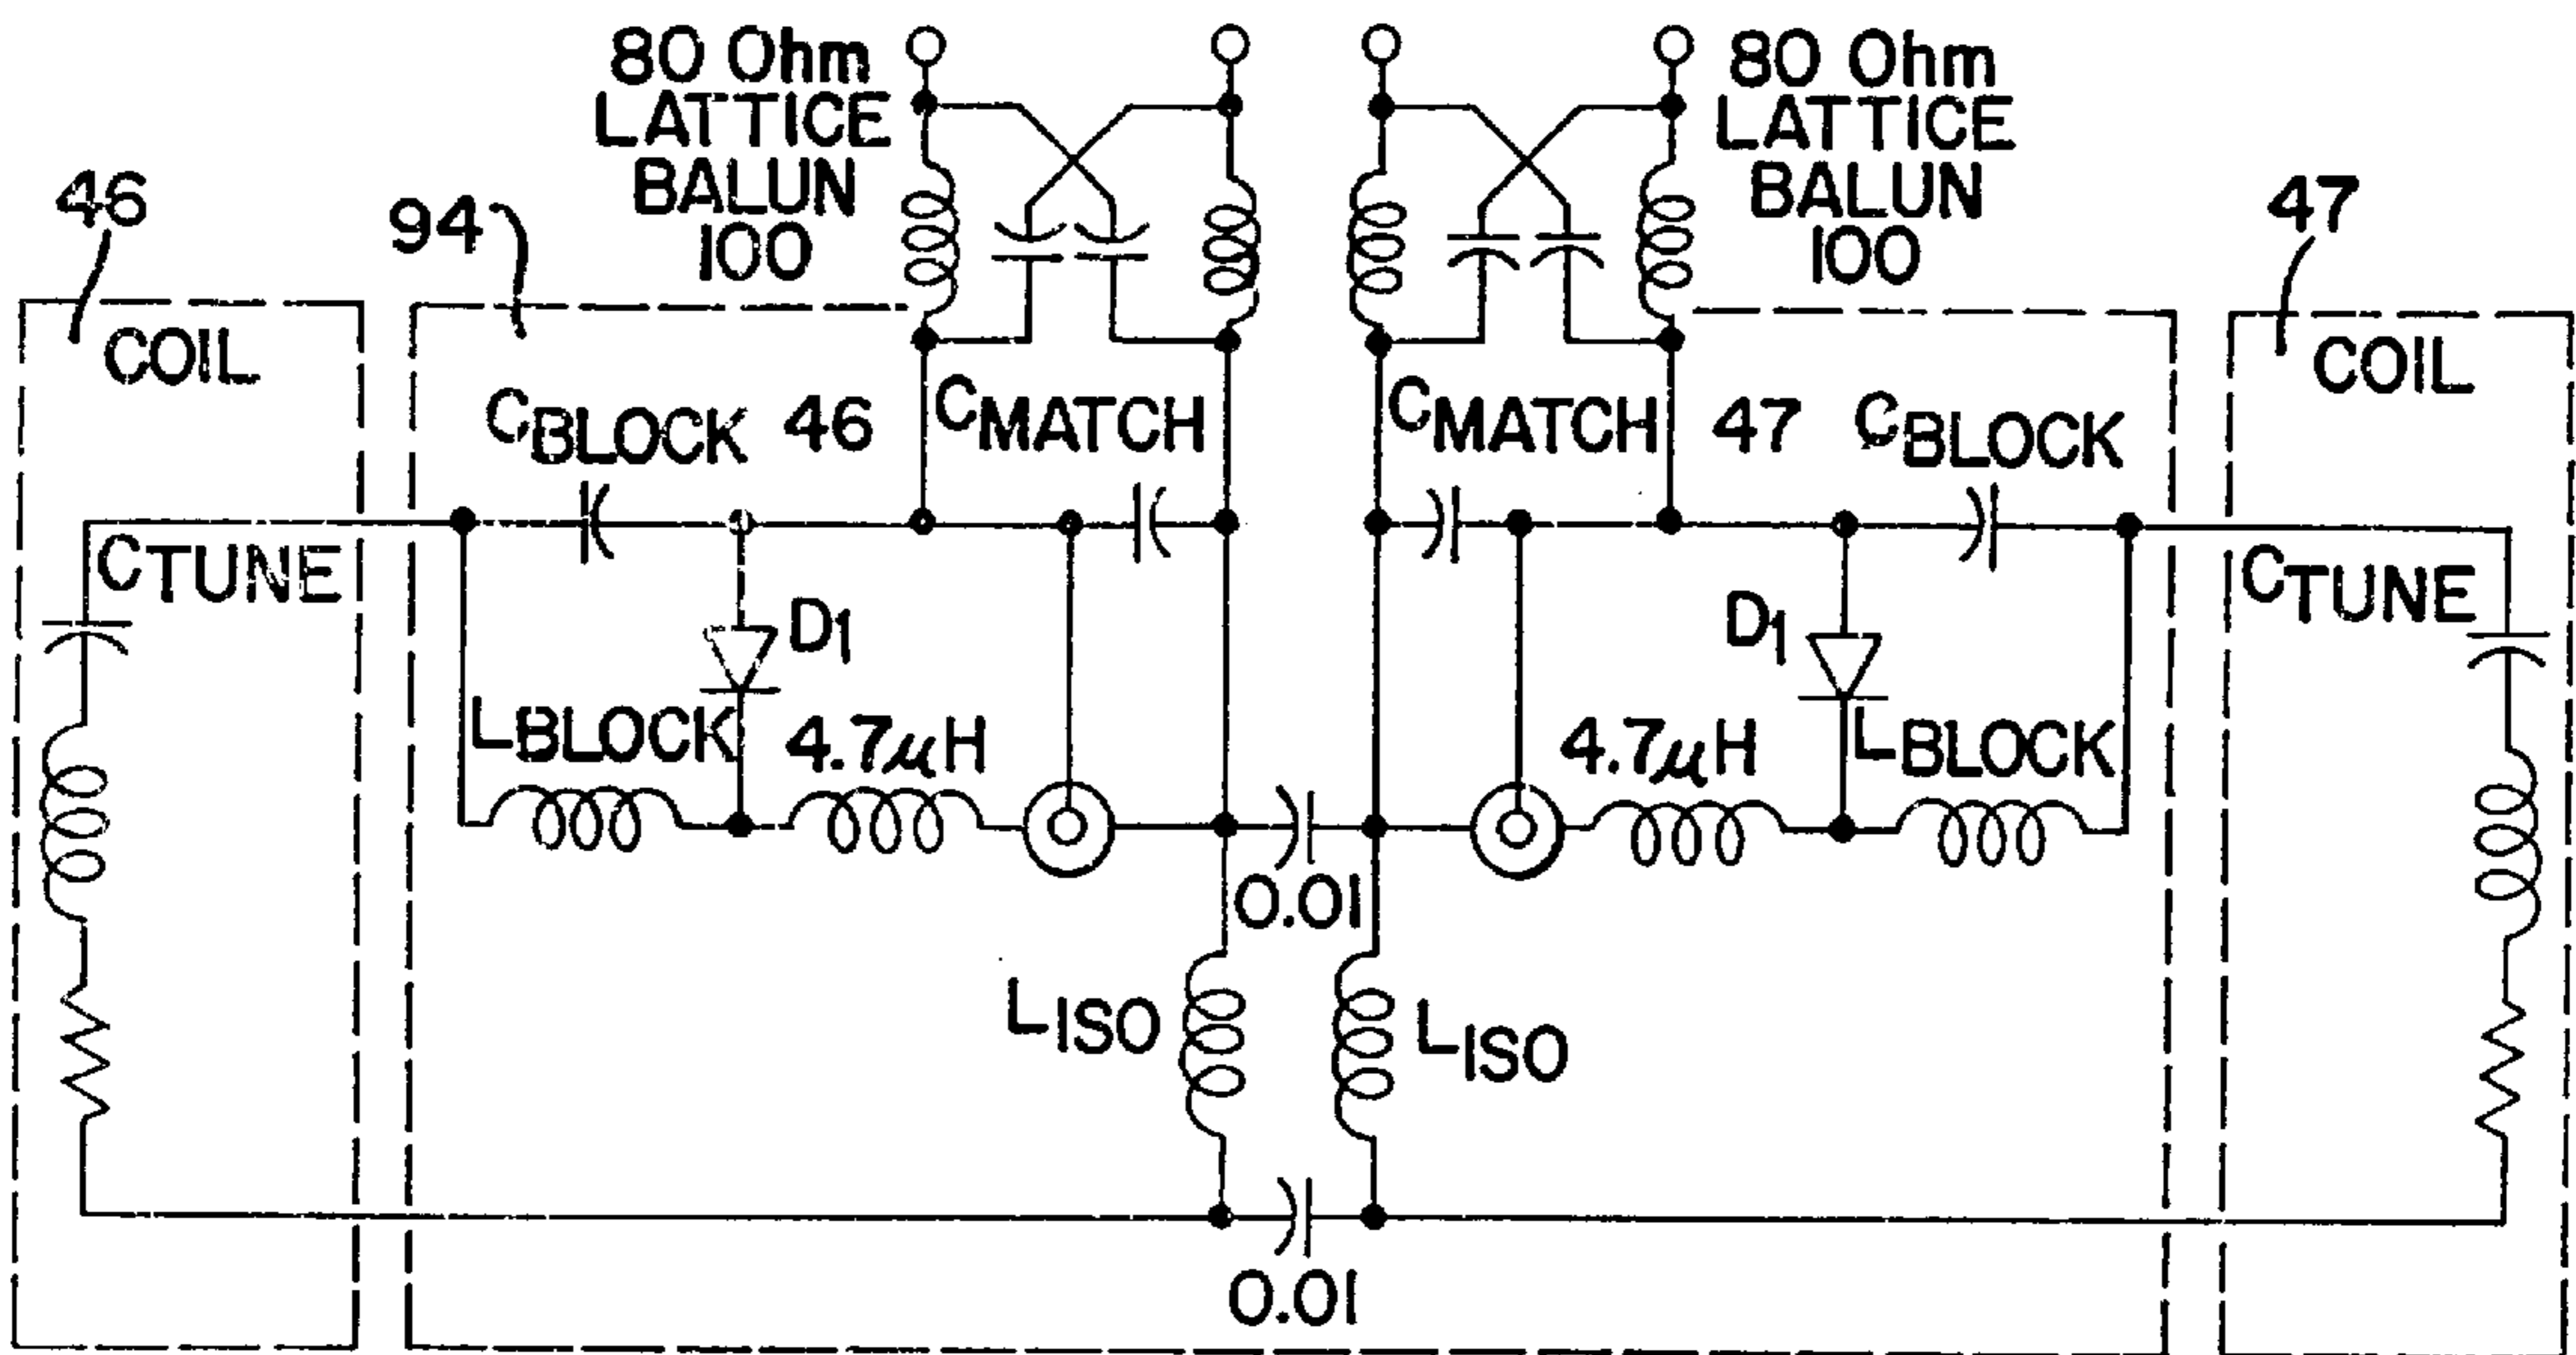 80 Ohm
LATTICE
BALUN
100
80 Ohm
LATTICE
BALUN
100
46
94
47
COIL
COIL
CBLOCK 46 CMATCH
CMATCH 47 CBLOCK
CTUNE
CTUNE
D1
D1
LBLOCK 4.7μH
4.7μH LBLOCK
0.01
LISO
LISO
0.01